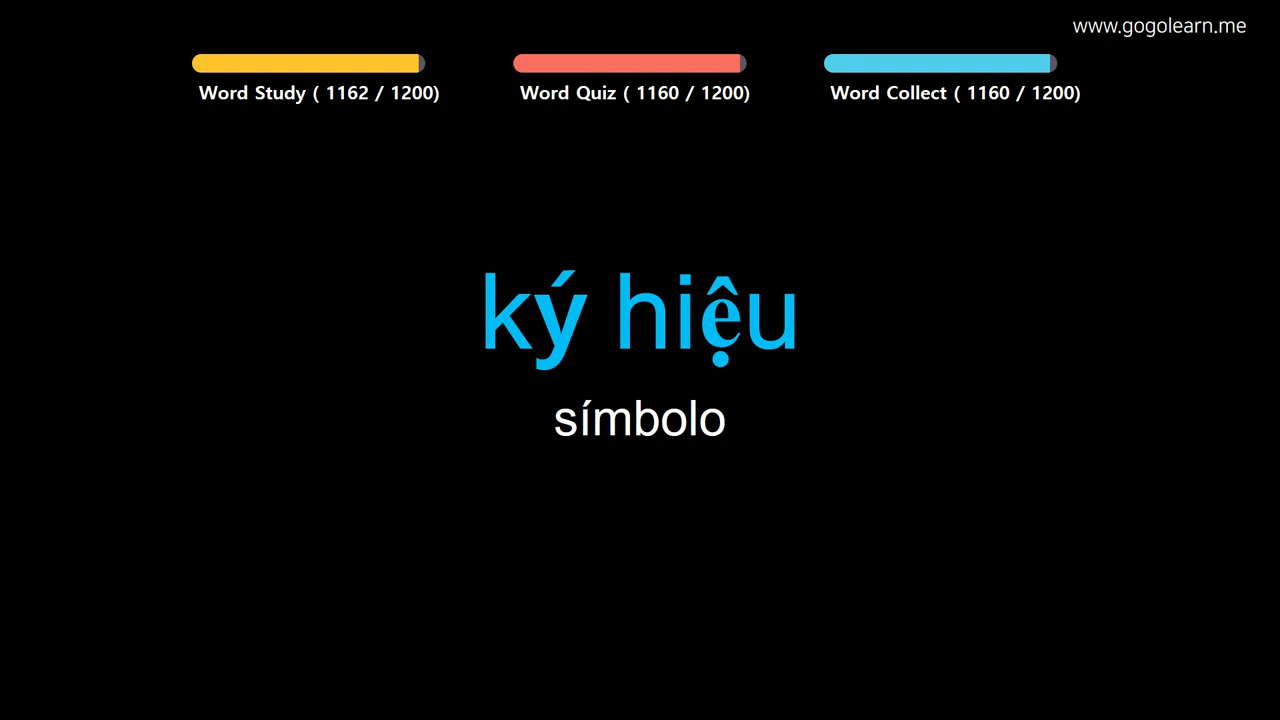 www.gogolearn.me
Word Study ( 1162 / 1200)
Word Quiz ( 1160 / 1200)
Word Collect ( 1160 / 1200)
ký hiệu
símbolo